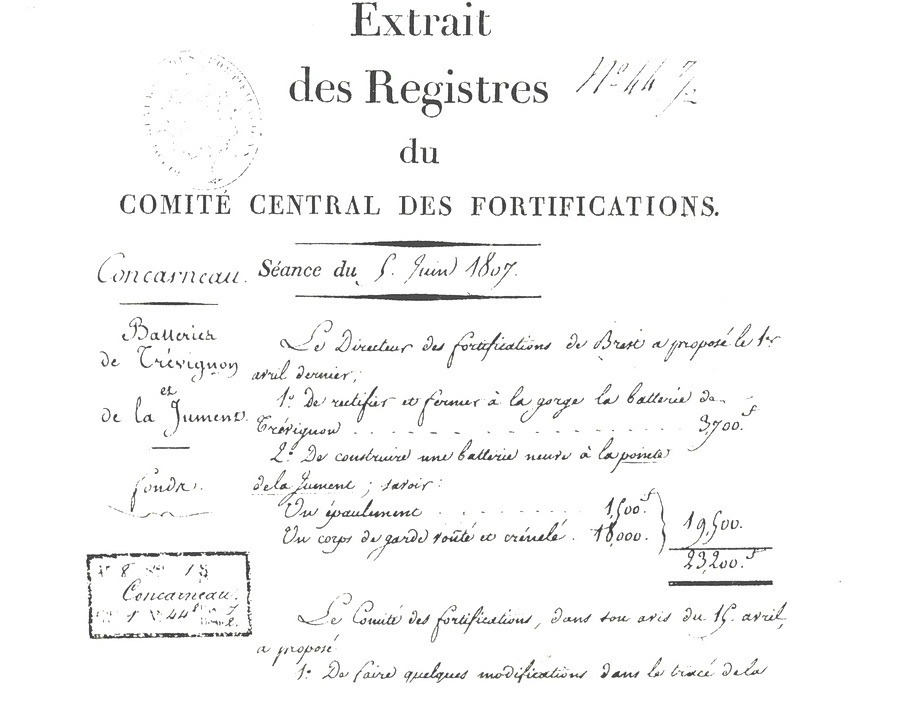 Extrait
des Registres
N° 44 7/2
du
COMITÉ CENTRAL DES FORTIFICATIONS.
Concarneau.
Séance du 5. Juin 1807.
Batteries
de Trévignon
et
de la Jument.
fonds.
Le Directeur des fortifications de Brest a proposé le 1er
avril dernier;
1.° De rectifier et fermer à la gorge la batterie de
Trévignon 3,700.f
2.° De construire une batterie neuve à la pointe
de la Jument; savoir:
Un épaulement 1,500.f
Un corps de garde voûté et crénelé. 18,000.
19,500.
23,200.f
Concarneau.
1 44
Le Comité des fortifications, dans son avis du 15. avril,
a proposé
1.° De faire quelques modifications dans le tracé de la